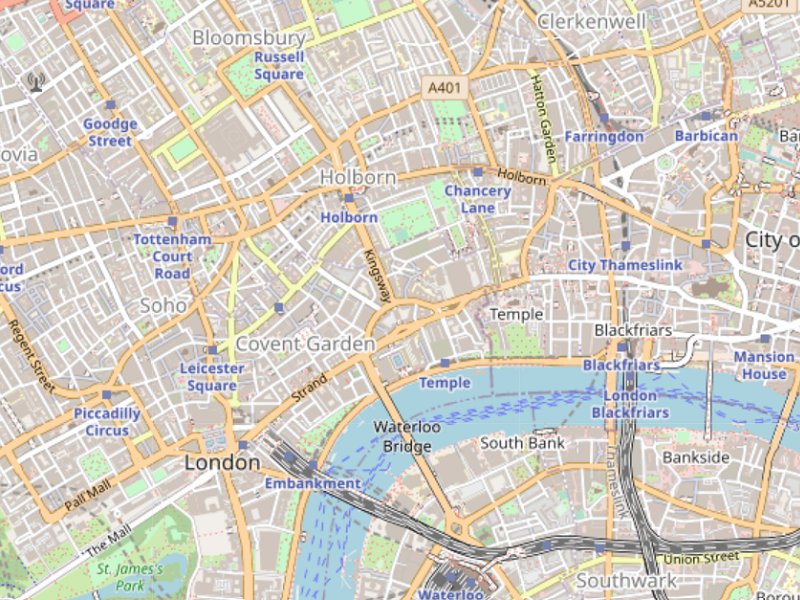 Square
A5201
Clerkenwell
Bloomsbury
Russell
Square
A401
Hatton Garden
Goodge
Street
Farringdon
Barbican
Holborn
Holborn
Chancery
Lane
Holborn
Tottenham
Court
Road
Kingsway
City Thameslink
City o
Soho
Temple
Regent Street
Covent Garden
Blackfriars
Leicester
Square
Strand
Temple
Blackfriars
Mansion
House
London
Blackfriars
Piccadilly
Circus
Waterloo
Bridge
South Bank
London
Bankside
Embankment
Thameslink
Pall Mall
The Mall
Union Street
St. James's
Park
Southwark
Waterloo